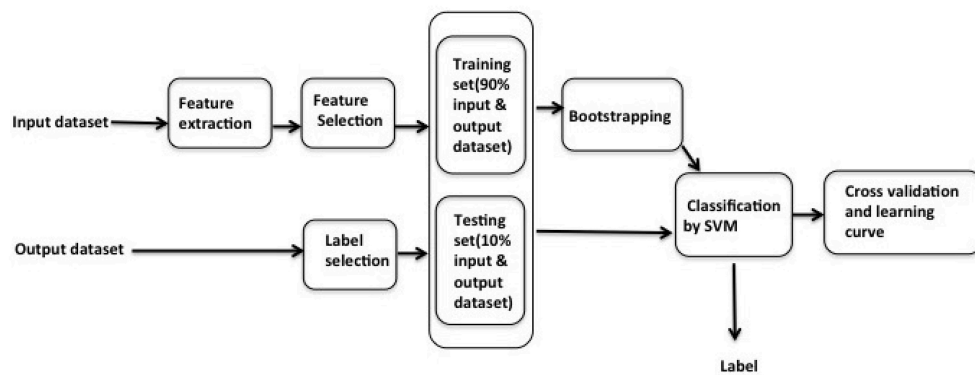 Input dataset
Feature
extraction
Feature
Selection
Training
set(90%
input &
output
dataset)
Bootstrapping
Output dataset
Label
selection
Testing
set(10%
input &
output
dataset)
Classification
by SVM
Cross validation
and learning
curve
Label